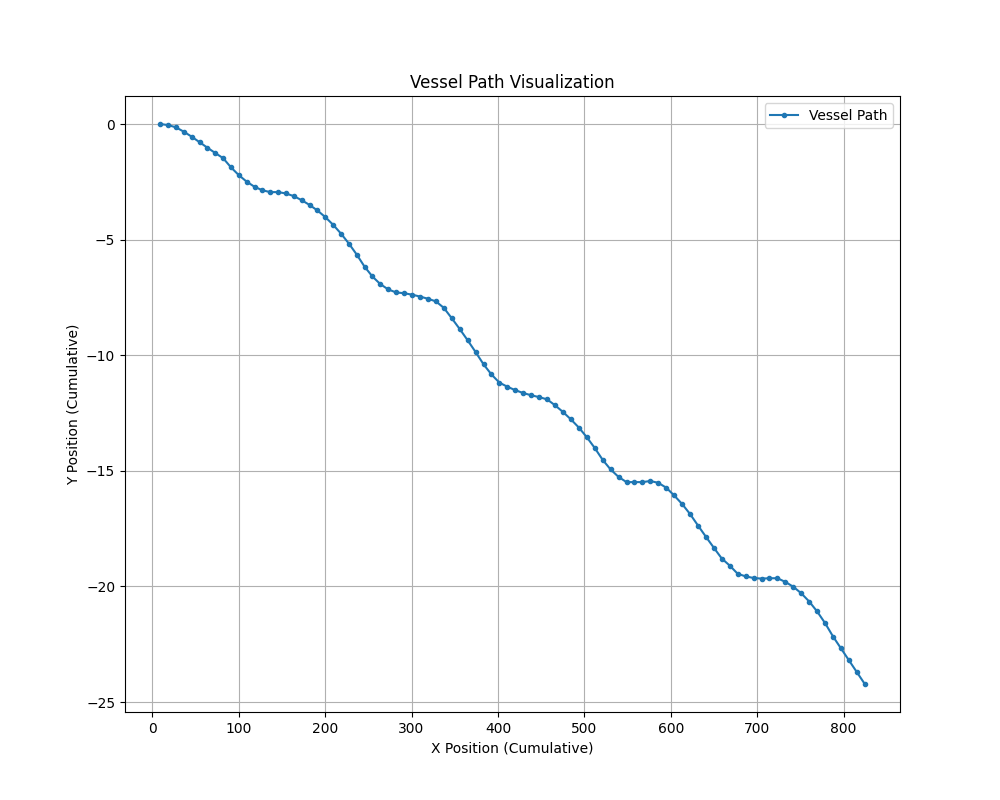 Vessel Path Visualization
Vessel Path
0
−5
−10
−15
−20
−25
Y Position (Cumulative)
0 100 200 300 400 500 600 700 800
X Position (Cumulative)